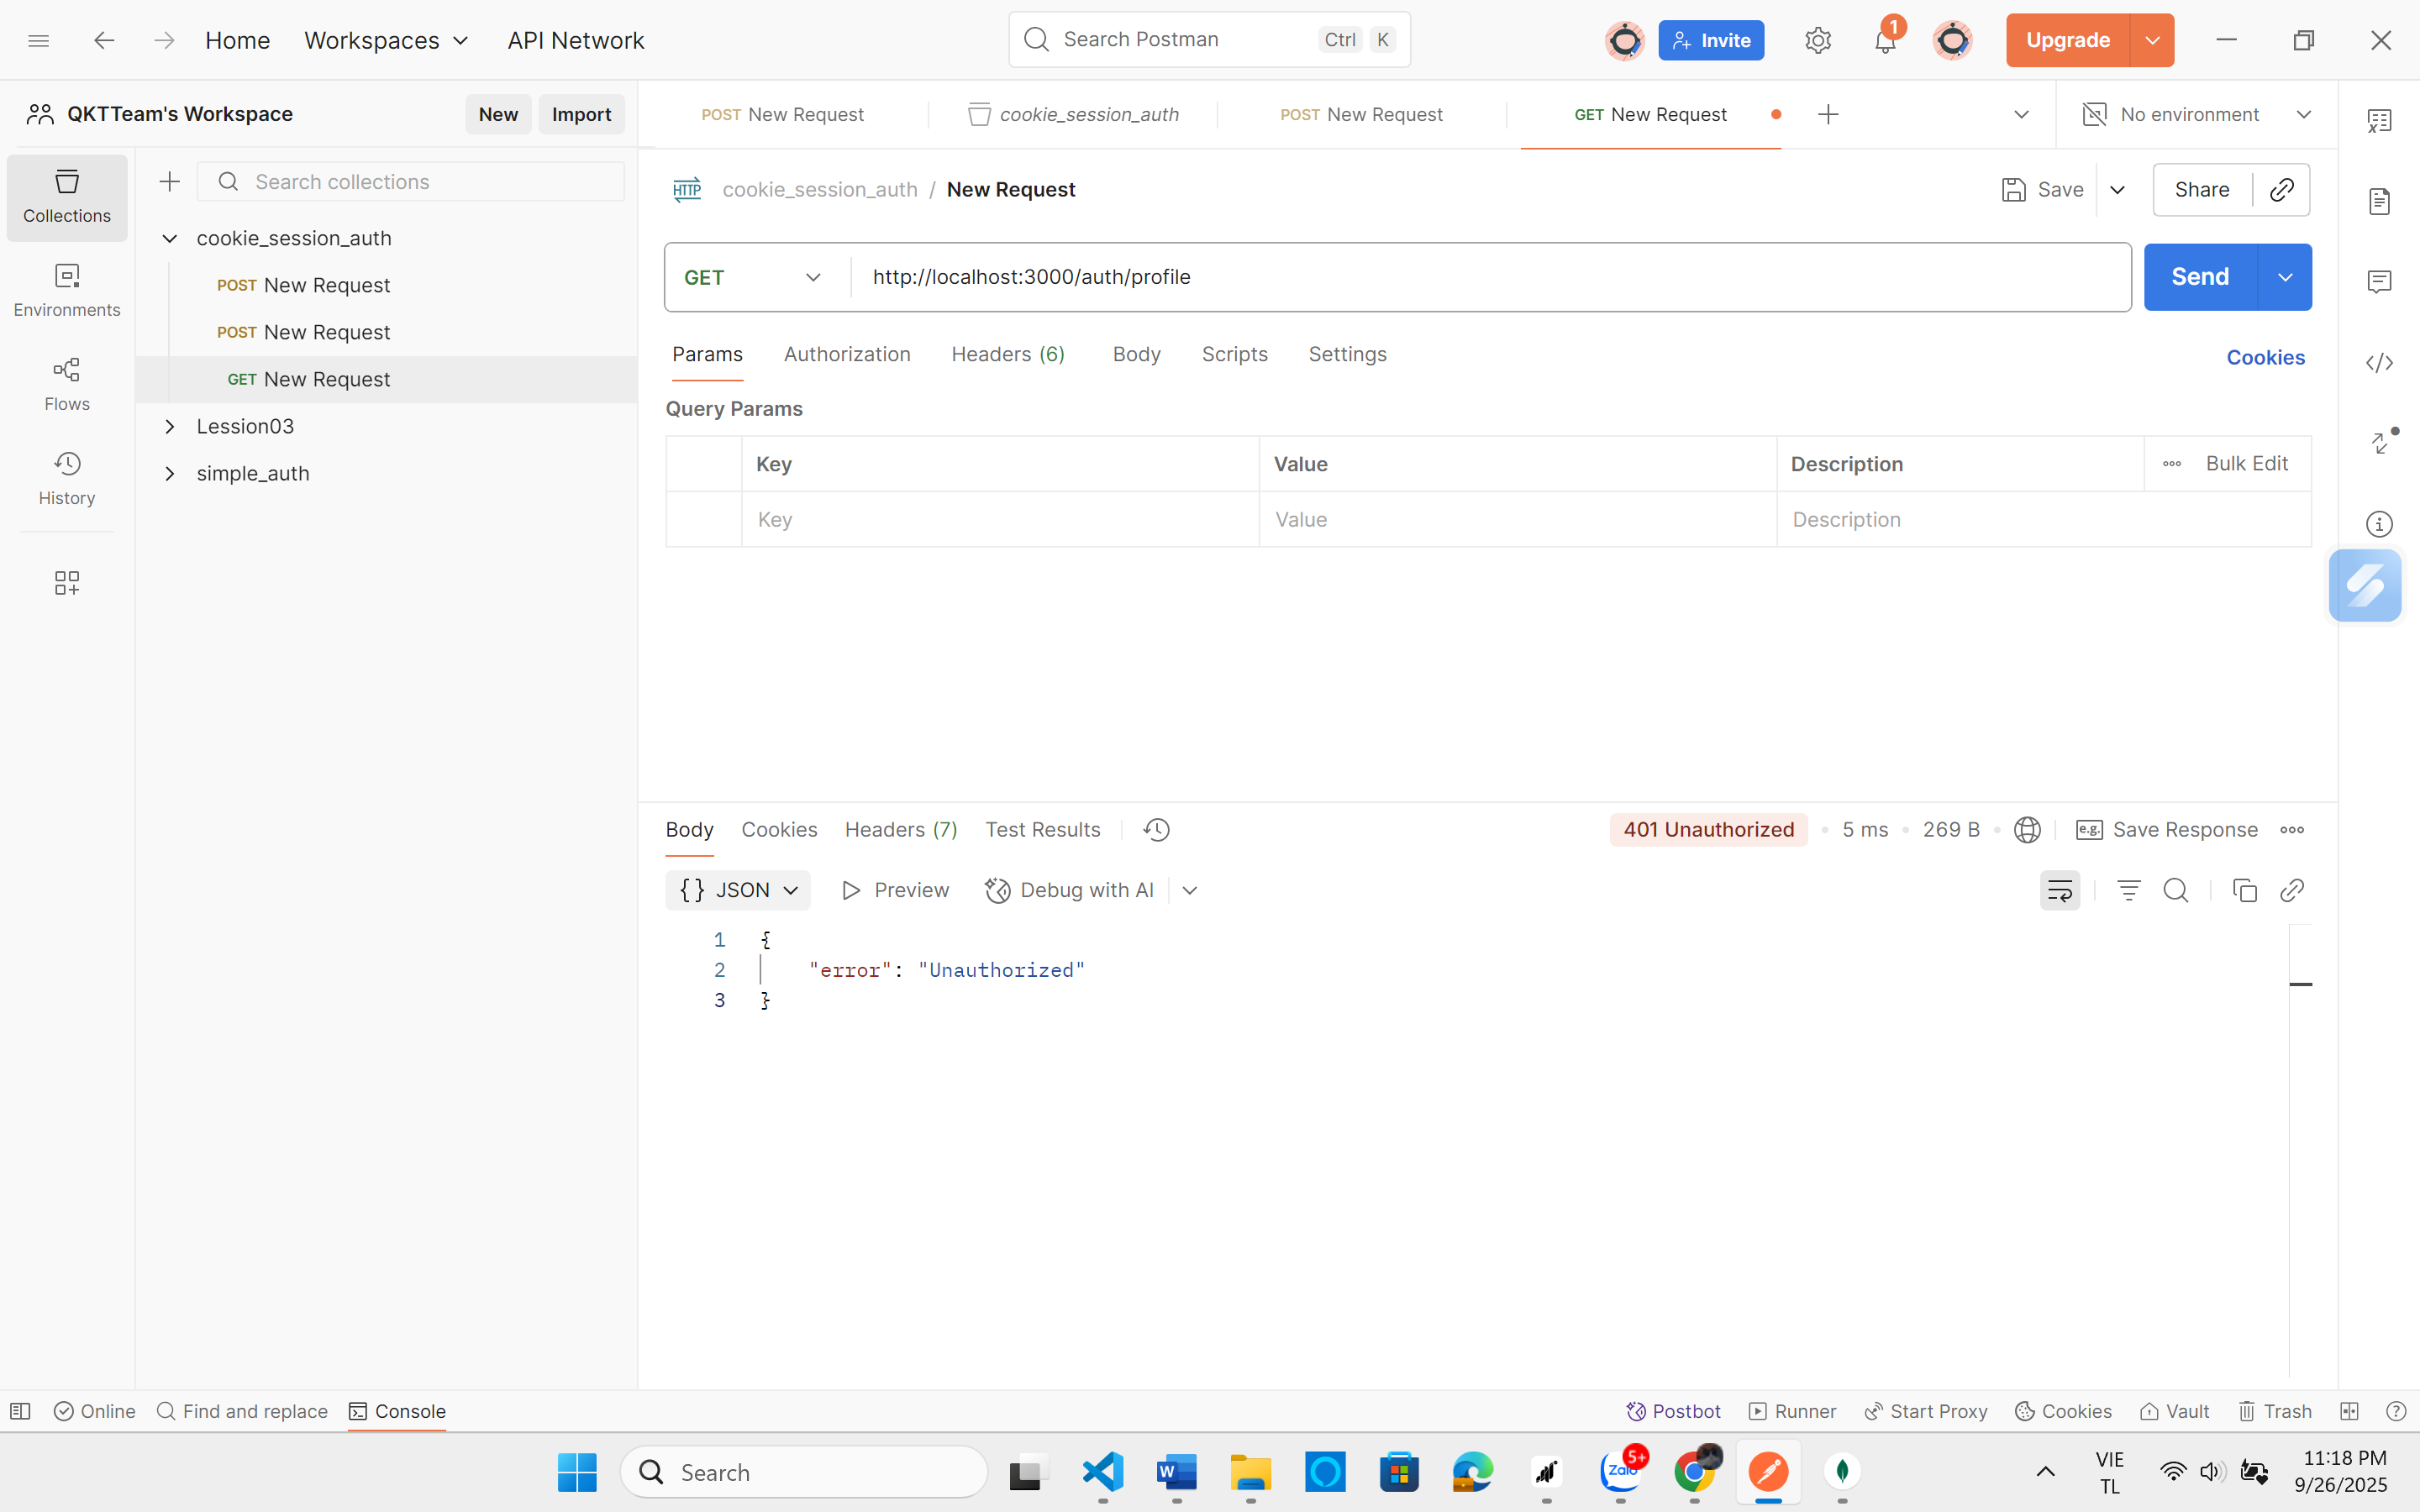 Home Workspaces API Network Search Postman Ctrl K Invite 1 Upgrade
QKTTeam's Workspace New Import POST New Request cookie_session_auth POST New Request GET New Request No environment
Collections
Environments
Flows
History
Search collections
cookie_session_auth
POST New Request
POST New Request
GET New Request
Lession03
simple_auth
HTTP cookie_session_auth / New Request Save Share
GET http://localhost:3000/auth/profile Send
Params Authorization Headers (6) Body Scripts Settings Cookies
Query Params
Key Value Description Bulk Edit
Key Value Description
Body Cookies Headers (7) Test Results 401 Unauthorized 5 ms 269 B e.g. Save Response
{} JSON Preview Debug with AI
1 {
2 "error": "Unauthorized"
3 }
Online Find and replace Console Postbot Runner Start Proxy Cookies Vault Trash
Search W Zalo 5+ VIE 11:18 PM
TL 9/26/2025